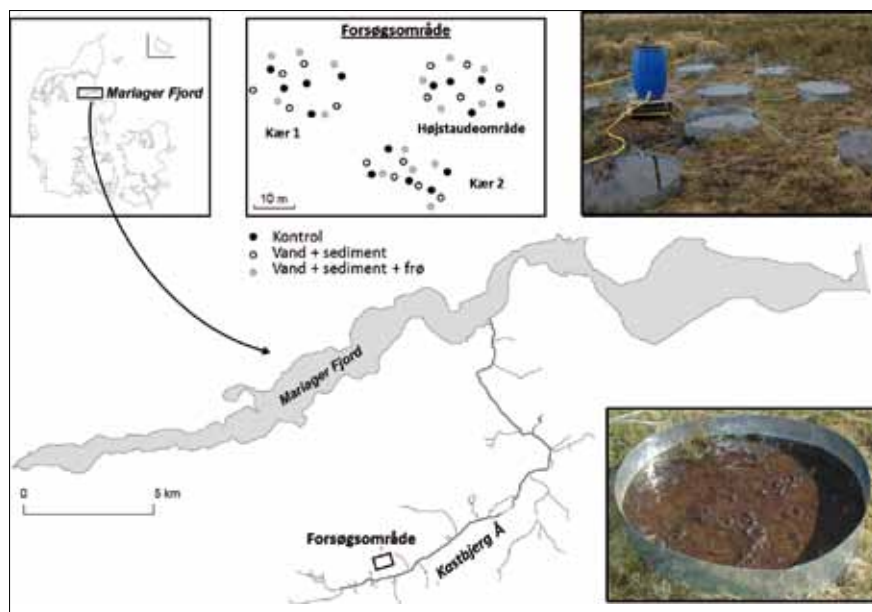 Mariager Fjord
Forsøgsområde
Kær 1
Højstaudeområde
Kær 2
10 m
Kontrol
Vand + sediment
Vand + sediment + frø
Mariager Fjord
0
5 km
Forsøgsområde
Kastbjerg Å